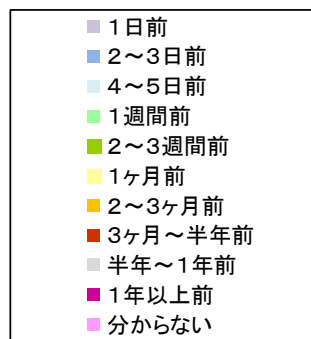 １日前
２～３日前
４～５日前
１週間前
２～３週間前
１ヶ月前
２～３ヶ月前
３ヶ月～半年前
半年～１年前
１年以上前
分からない